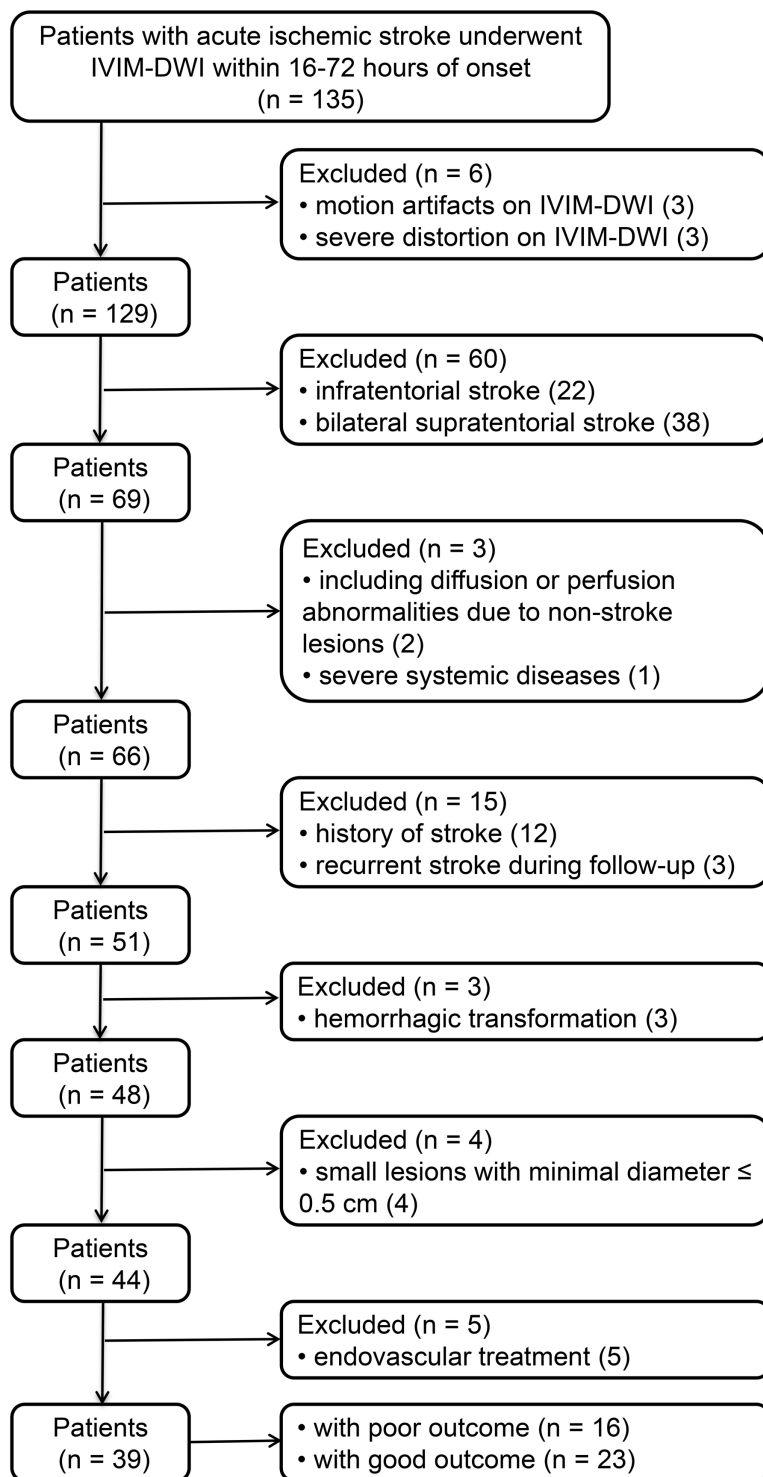 Patients with acute ischemic stroke underwent
IVIM-DWI within 16-72 hours of onset
(n = 135)
Excluded (n = 6)
• motion artifacts on IVIM-DWI (3)
• severe distortion on IVIM-DWI (3)
Patients
(n = 129)
Excluded (n = 60)
• infratentorial stroke (22)
• bilateral supratentorial stroke (38)
Patients
(n = 69)
Excluded (n = 3)
• including diffusion or perfusion
abnormalities due to non-stroke
lesions (2)
• severe systemic diseases (1)
Patients
(n = 66)
Excluded (n = 15)
• history of stroke (12)
• recurrent stroke during follow-up (3)
Patients
(n = 51)
Excluded (n = 3)
• hemorrhagic transformation (3)
Patients
(n = 48)
Excluded (n = 4)
• small lesions with minimal diameter ≤
0.5 cm (4)
Patients
(n = 44)
Excluded (n = 5)
• endovascular treatment (5)
Patients
(n = 39)
• with poor outcome (n = 16)
• with good outcome (n = 23)